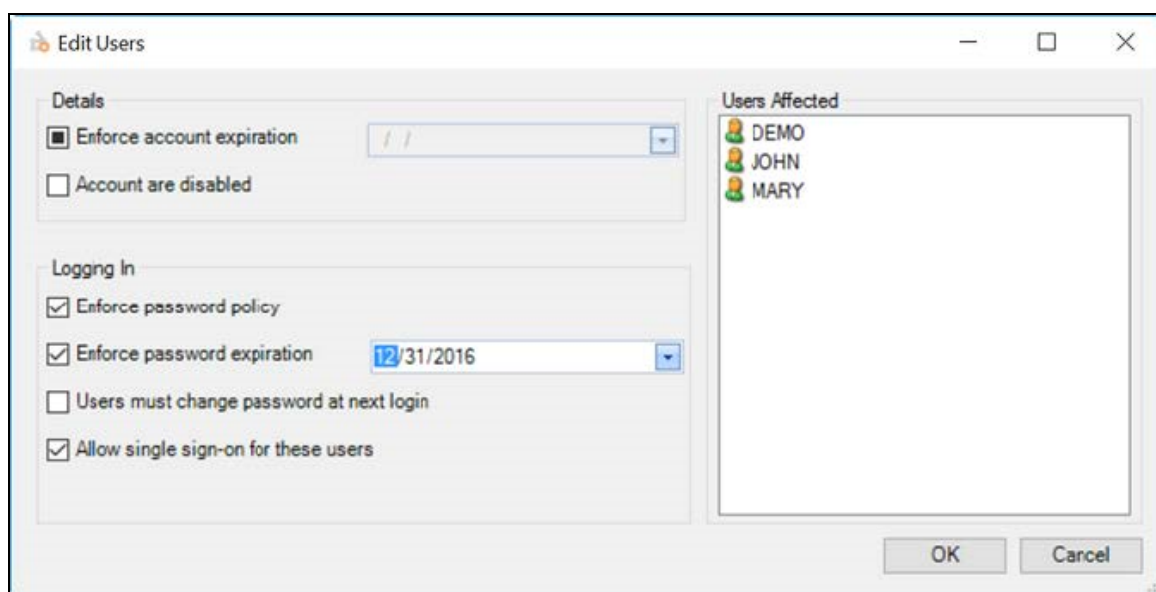 Edit Users
Details
Enforce account expiration
/ /
Account are disabled
Logging In
Enforce password policy
Enforce password expiration
12/31/2016
Users must change password at next login
Allow single sign-on for these users
Users Affected
DEMO
JOHN
MARY
OK
Cancel